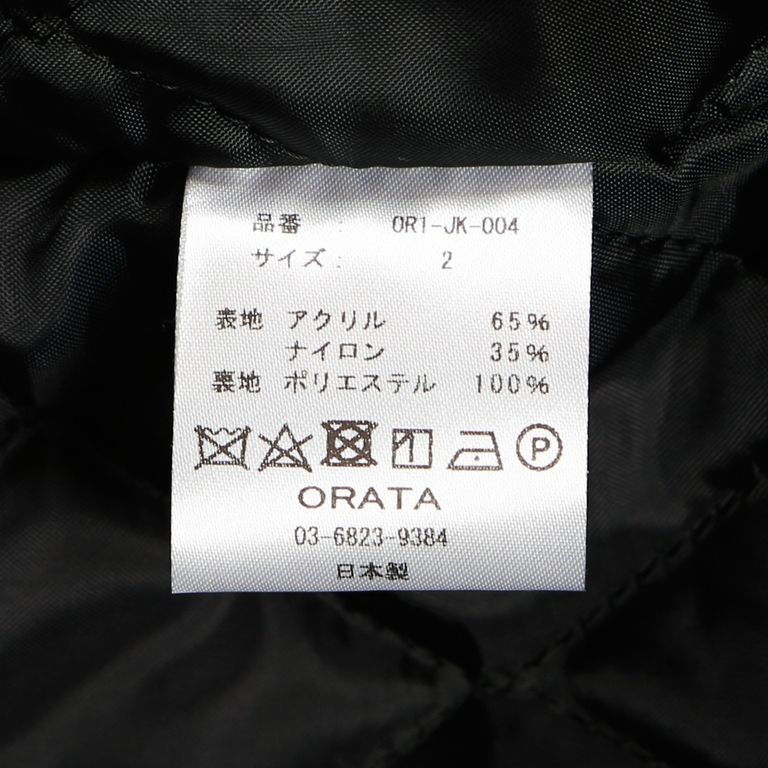 品番 : OR1-JK-004
サイズ : 2
表地 アクリル 65%
ナイロン 35%
裏地 ポリエステル 100%
P
ORATA
03-6823-9384
日本製